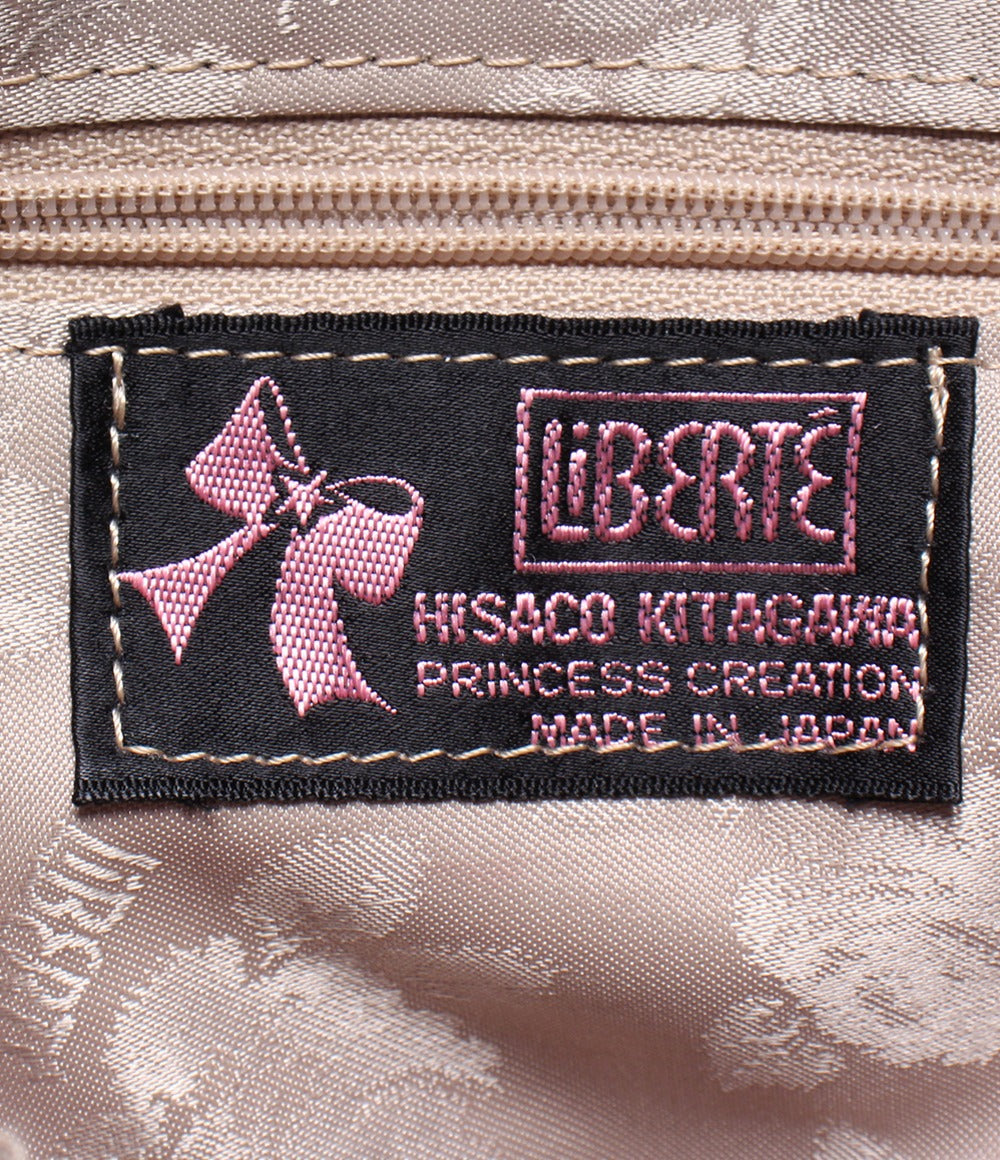 LiBERTÉ
HISACO KITAGAWA
PRINCESS CREATION
MADE IN JAPAN